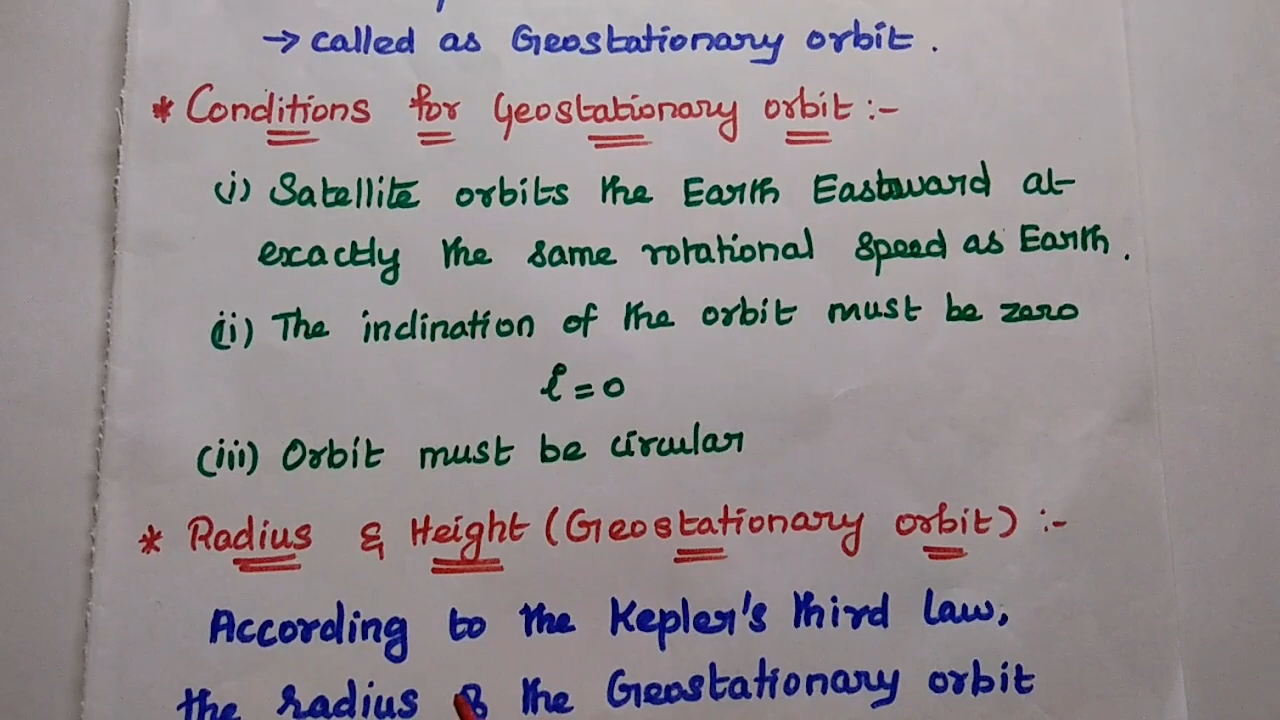 → called as Geostationary orbit.
* Conditions for Geostationary orbit :-
(i) Satellite orbits the Earth Eastward at
exactly the same rotational speed as Earth.
(ii) The inclination of the orbit must be zero
i = 0
(iii) Orbit must be circular
* Radius & Height (Geostationary orbit) :-
According to the Kepler's third law,
the radius of the Geostationary orbit